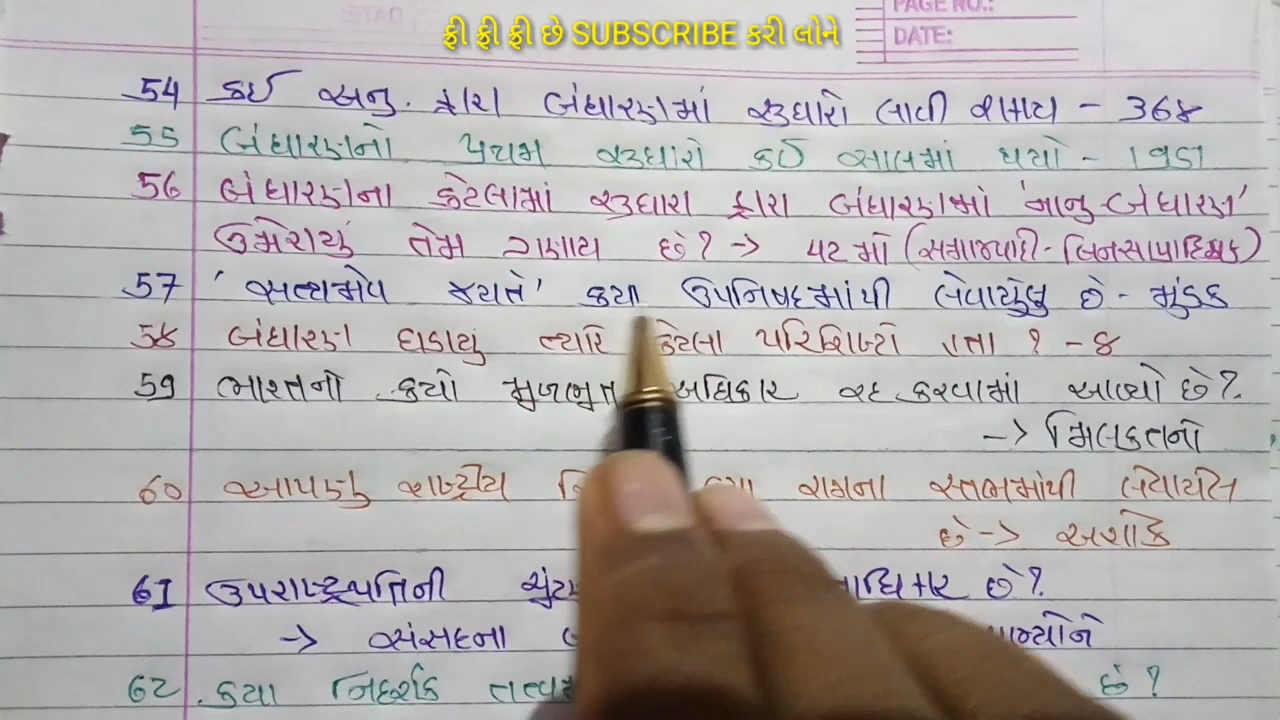 PAGE NO.:
DATE:
ફ્રી ફ્રી ફ્રી છે SUBSCRIBE કરી લોને
54 કઈ અનુ. દ્વારા બંધારણમાં સુધારો લાવી શકાય - 368
55 બંધારણનો પ્રથમ સુધારો કઈ સાલમાં થયો - 1951
56 બંધારણના કેટલામાં સુધારા દ્વારા બંધારણમાં 'નાનુ બંધારણ'
ઉમેરાયું તેમ ગણાય છે? -> 42 માં (સમાજવાદી-બિનસાપ્રદિયક)
57 'સત્યમેવ જયતે' કયા ઉપનિષદમાંથી લેવાયેલુ છે - મુંડક
58 બંધારણ ઘડાયું ત્યારે કેટલા પરિશિષ્ટો હતા ? - 8
59 ભારતનો કયો મુળભુત અધિકાર રદ કરવામાં આવ્યો છે?
-> મિલકતનો
60 આપણુ રાષ્ટ્રીય રાજાના સ્તંભમાંથી
છે -> અશોક
61 ઉપરાષ્ટ્રપતિની છે?
-> સંસદના
62 કયા નિર્દશક છે ?